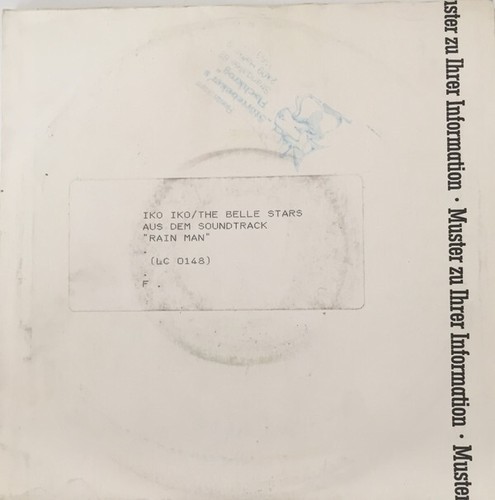 IKO IKO/THE BELLE STARS
AUS DEM SOUNDTRACK
"RAIN MAN"
.
(LC 0148)
.
F .
uster zu Ihrer Information · Muster zu Ihrer Information · Muster